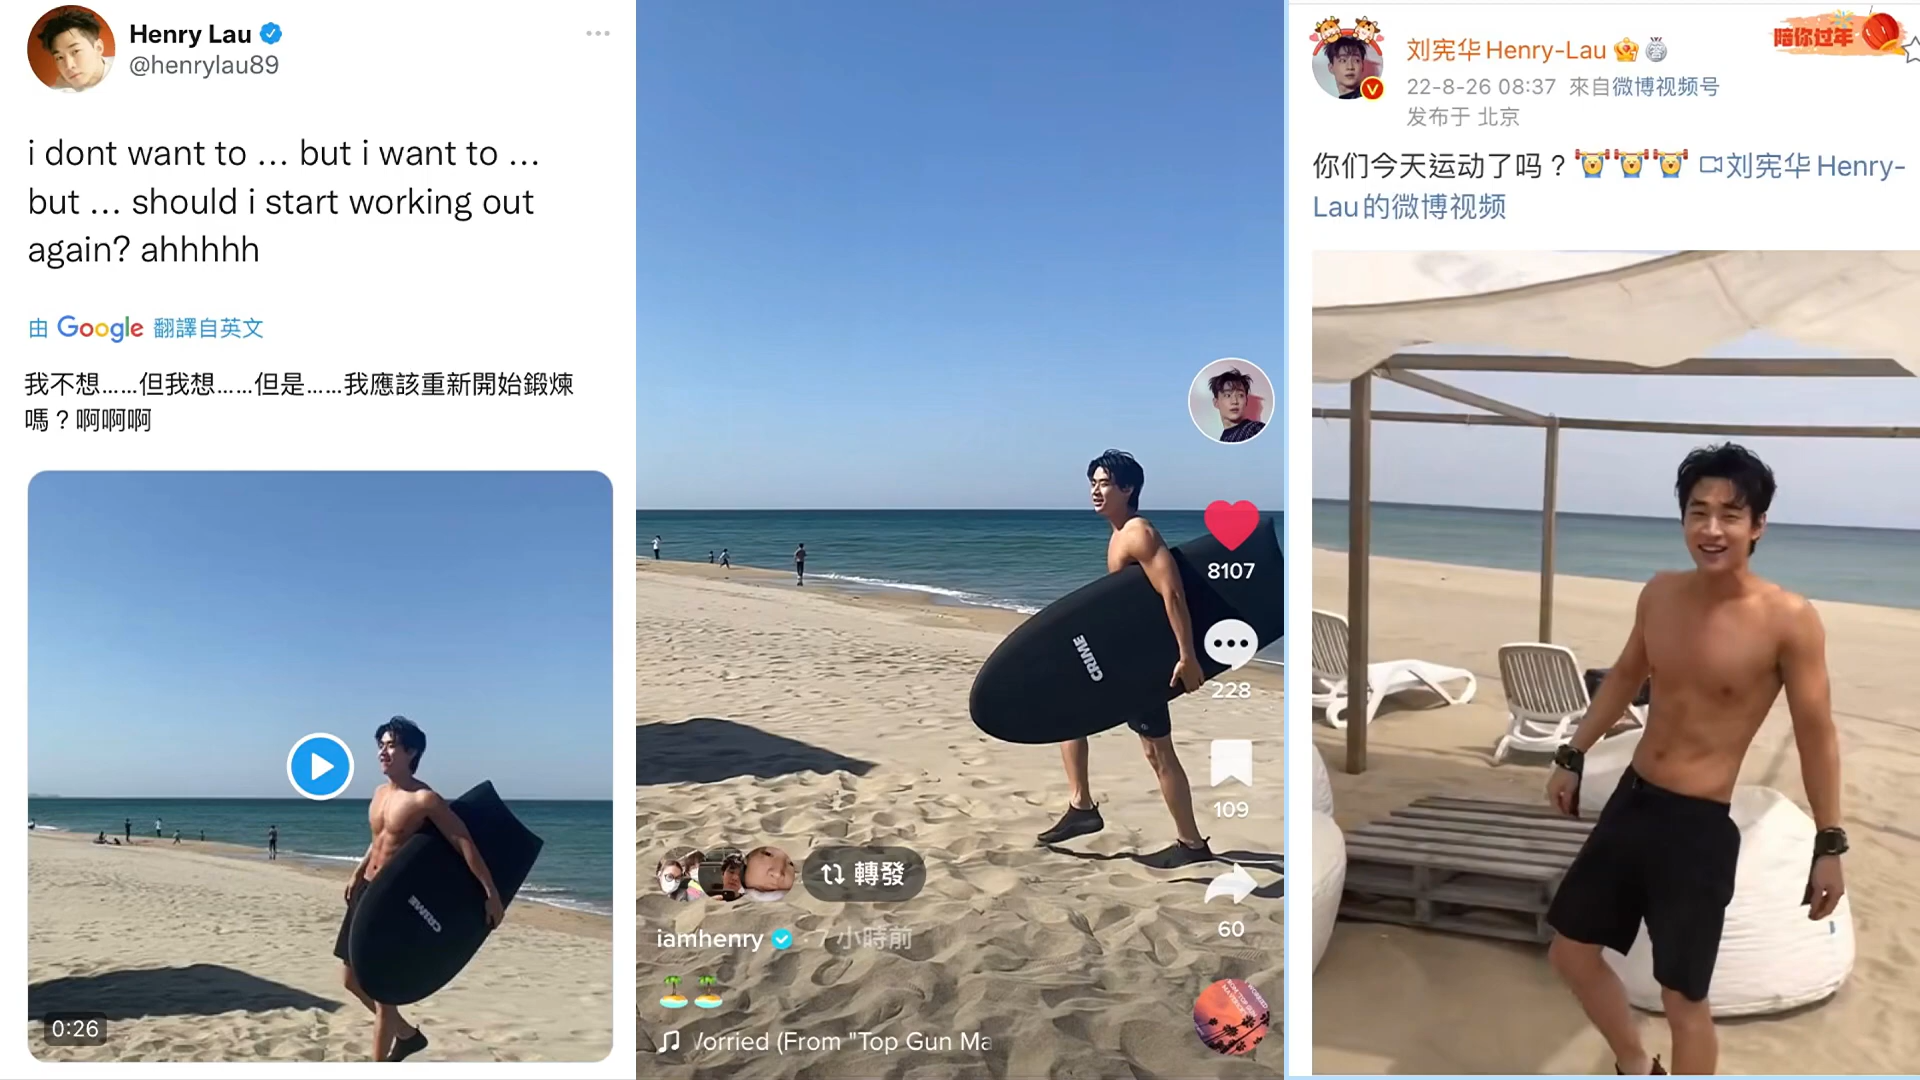 Henry Lau
@henrylau89
i dont want to ... but i want to ...
but ... should i start working out
again? ahhhhh
由 Google 翻譯自英文
我不想……但我想……但是……我應該重新開始鍛煉
嗎？啊啊啊
CRIME
0:26
CRIME
8107
228
109
60
轉發
iamhenry · 7 小時前
Worried (From "Top Gun Ma
陪你过年
刘宪华Henry-Lau
22-8-26 08:37 來自微博视频号
发布于 北京
你们今天运动了吗？ 刘宪华Henry-
Lau的微博视频